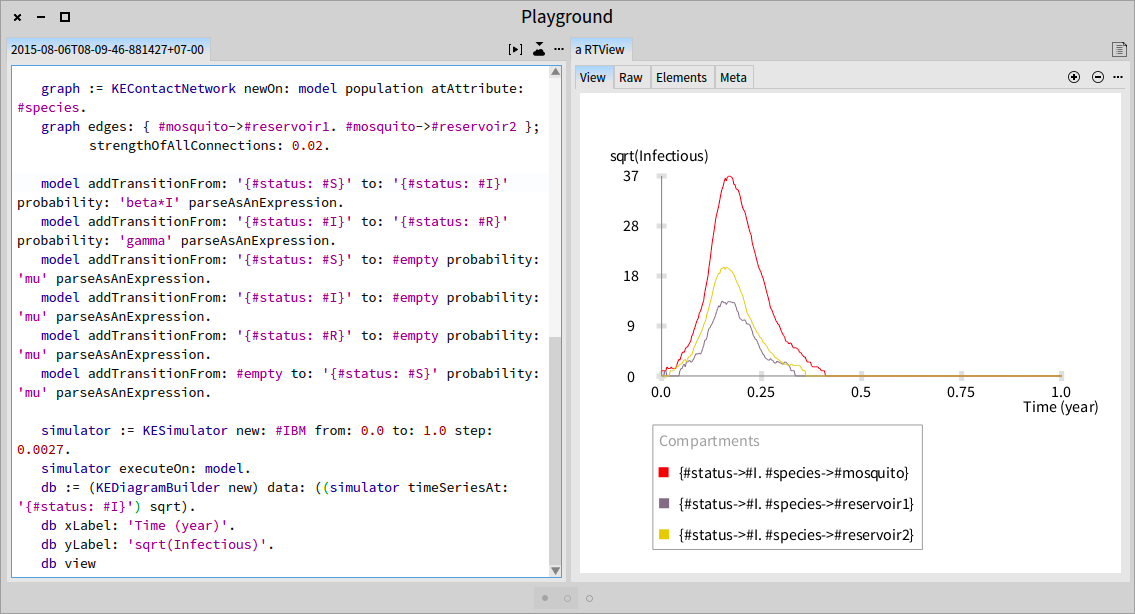 Playground
2015-08-06T08-09-46-881427+07-00
graph := KEContactNetwork newOn: model population atAttribute:
#species.
graph edges: { #mosquito->#reservoir1. #mosquito->#reservoir2 };
strengthOfAllConnections: 0.02.
model addTransitionFrom: '{#status: #S}' to: '{#status: #I}'
probability: 'beta*I' parseAsAnExpression.
model addTransitionFrom: '{#status: #I}' to: '{#status: #R}'
probability: 'gamma' parseAsAnExpression.
model addTransitionFrom: '{#status: #S}' to: #empty probability:
'mu' parseAsAnExpression.
model addTransitionFrom: '{#status: #I}' to: #empty probability:
'mu' parseAsAnExpression.
model addTransitionFrom: '{#status: #R}' to: #empty probability:
'mu' parseAsAnExpression.
model addTransitionFrom: #empty to: '{#status: #S}' probability:
'mu' parseAsAnExpression.
simulator := KESimulator new: #IBM from: 0.0 to: 1.0 step:
0.0027.
simulator executeOn: model.
db := (KEDiagramBuilder new) data: ((simulator timeSeriesAt:
'{#status: #I}') sqrt).
db xLabel: 'Time (year)'.
db yLabel: 'sqrt(Infectious)'.
db view
a RTView
View Raw Elements Meta
sqrt(Infectious)
37
28
18
9
0
0.0 0.25 0.5 0.75 1.0
Time (year)
Compartments
{#status->#I. #species->#mosquito}
{#status->#I. #species->#reservoir1}
{#status->#I. #species->#reservoir2}